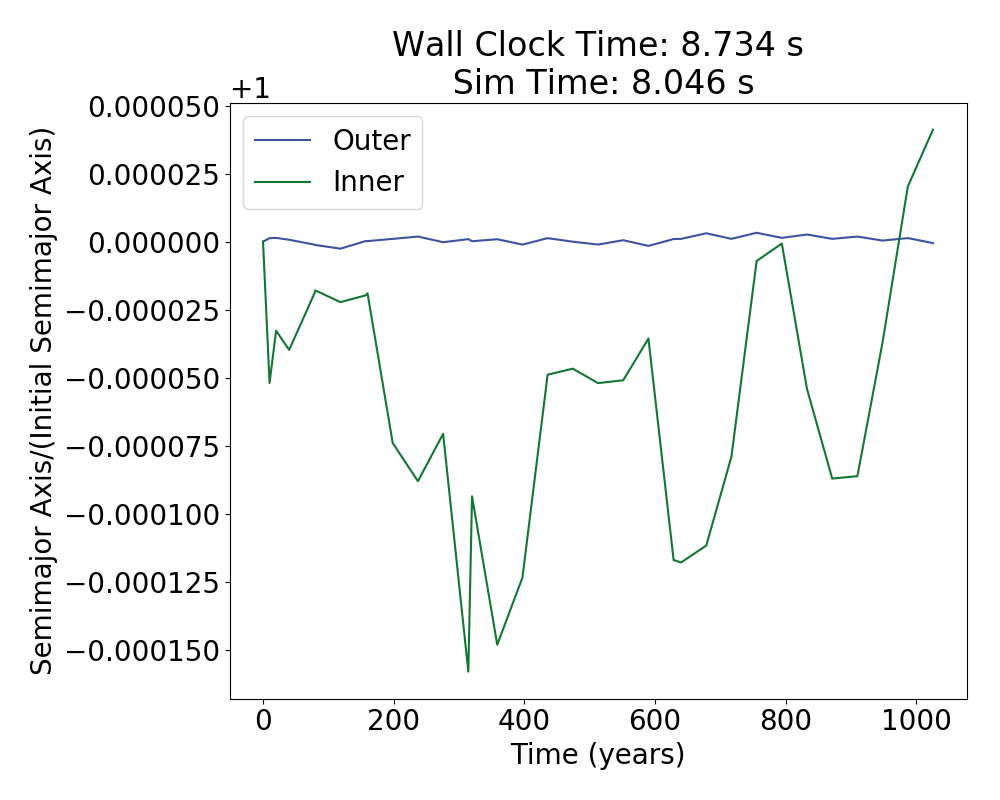 Wall Clock Time: 8.734 s
Sim Time: 8.046 s
+1
0.000050
0.000025
0.000000
−0.000025
−0.000050
−0.000075
−0.000100
−0.000125
−0.000150
Semimajor Axis/(Initial Semimajor Axis)
Outer
Inner
0 200 400 600 800 1000
Time (years)